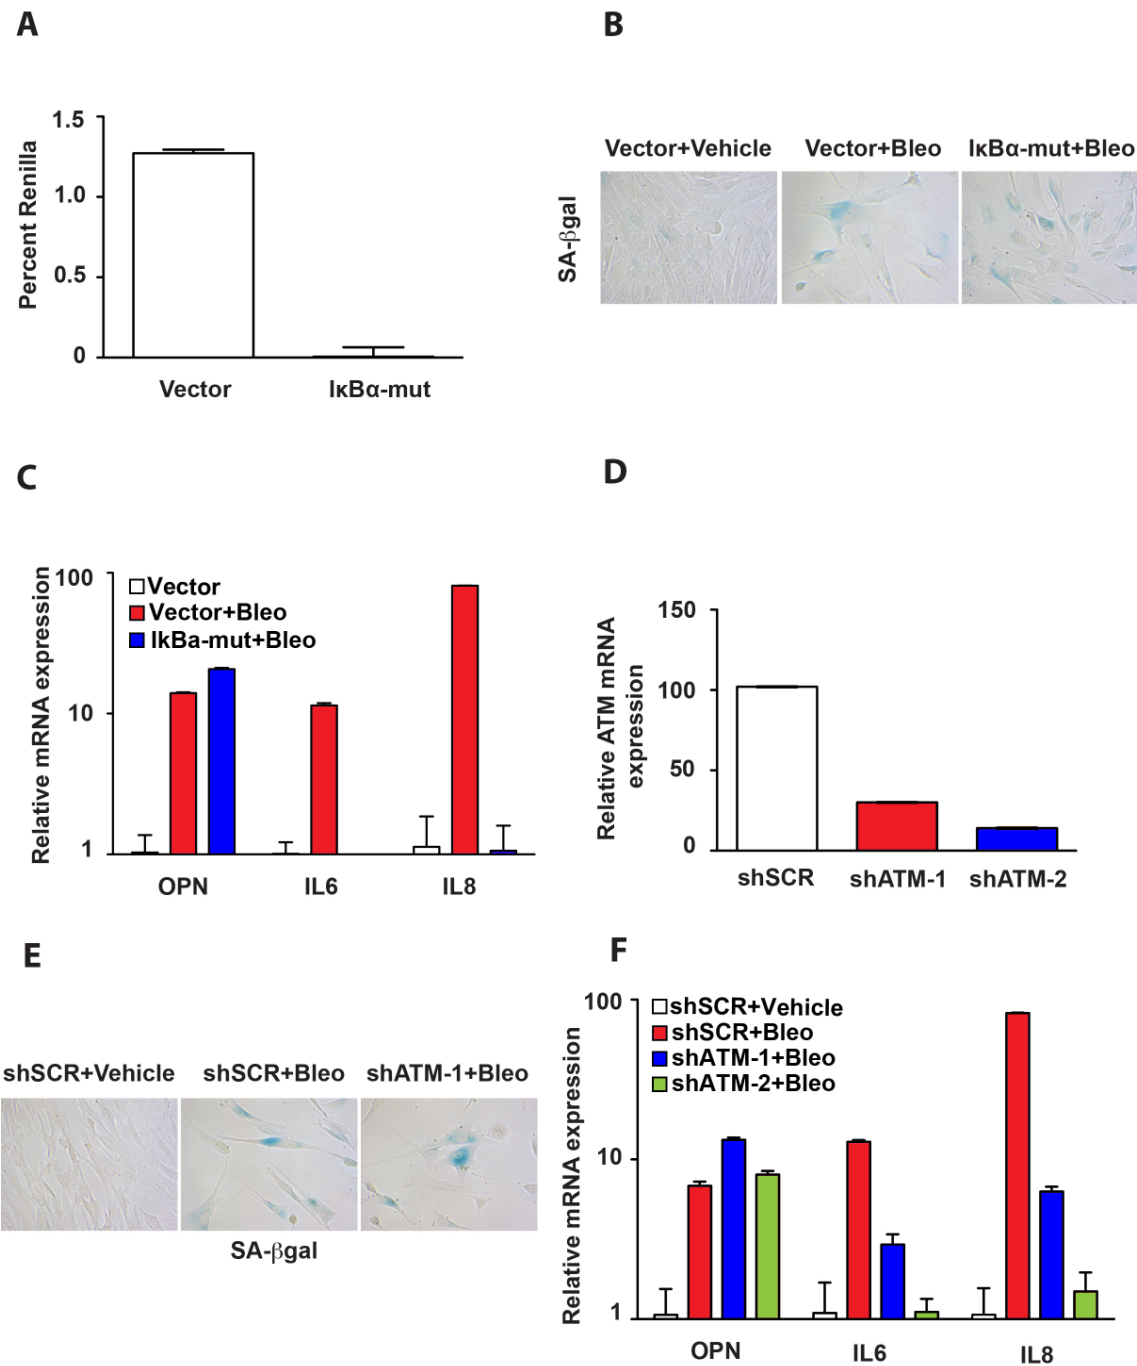 A
B
1.5
1.0
0.5
0
Percent Renilla
Vector
IκBα-mut
Vector+Vehicle
Vector+Bleo
IκBα-mut+Bleo
SA-βgal
C
D
100
10
1
Relative mRNA expression
Vector
Vector+Bleo
IkBa-mut+Bleo
OPN
IL6
IL8
150
100
50
0
Relative ATM mRNA
expression
shSCR
shATM-1
shATM-2
E
F
shSCR+Vehicle
shSCR+Bleo
shATM-1+Bleo
SA-βgal
100
10
1
Relative mRNA expression
shSCR+Vehicle
shSCR+Bleo
shATM-1+Bleo
shATM-2+Bleo
OPN
IL6
IL8